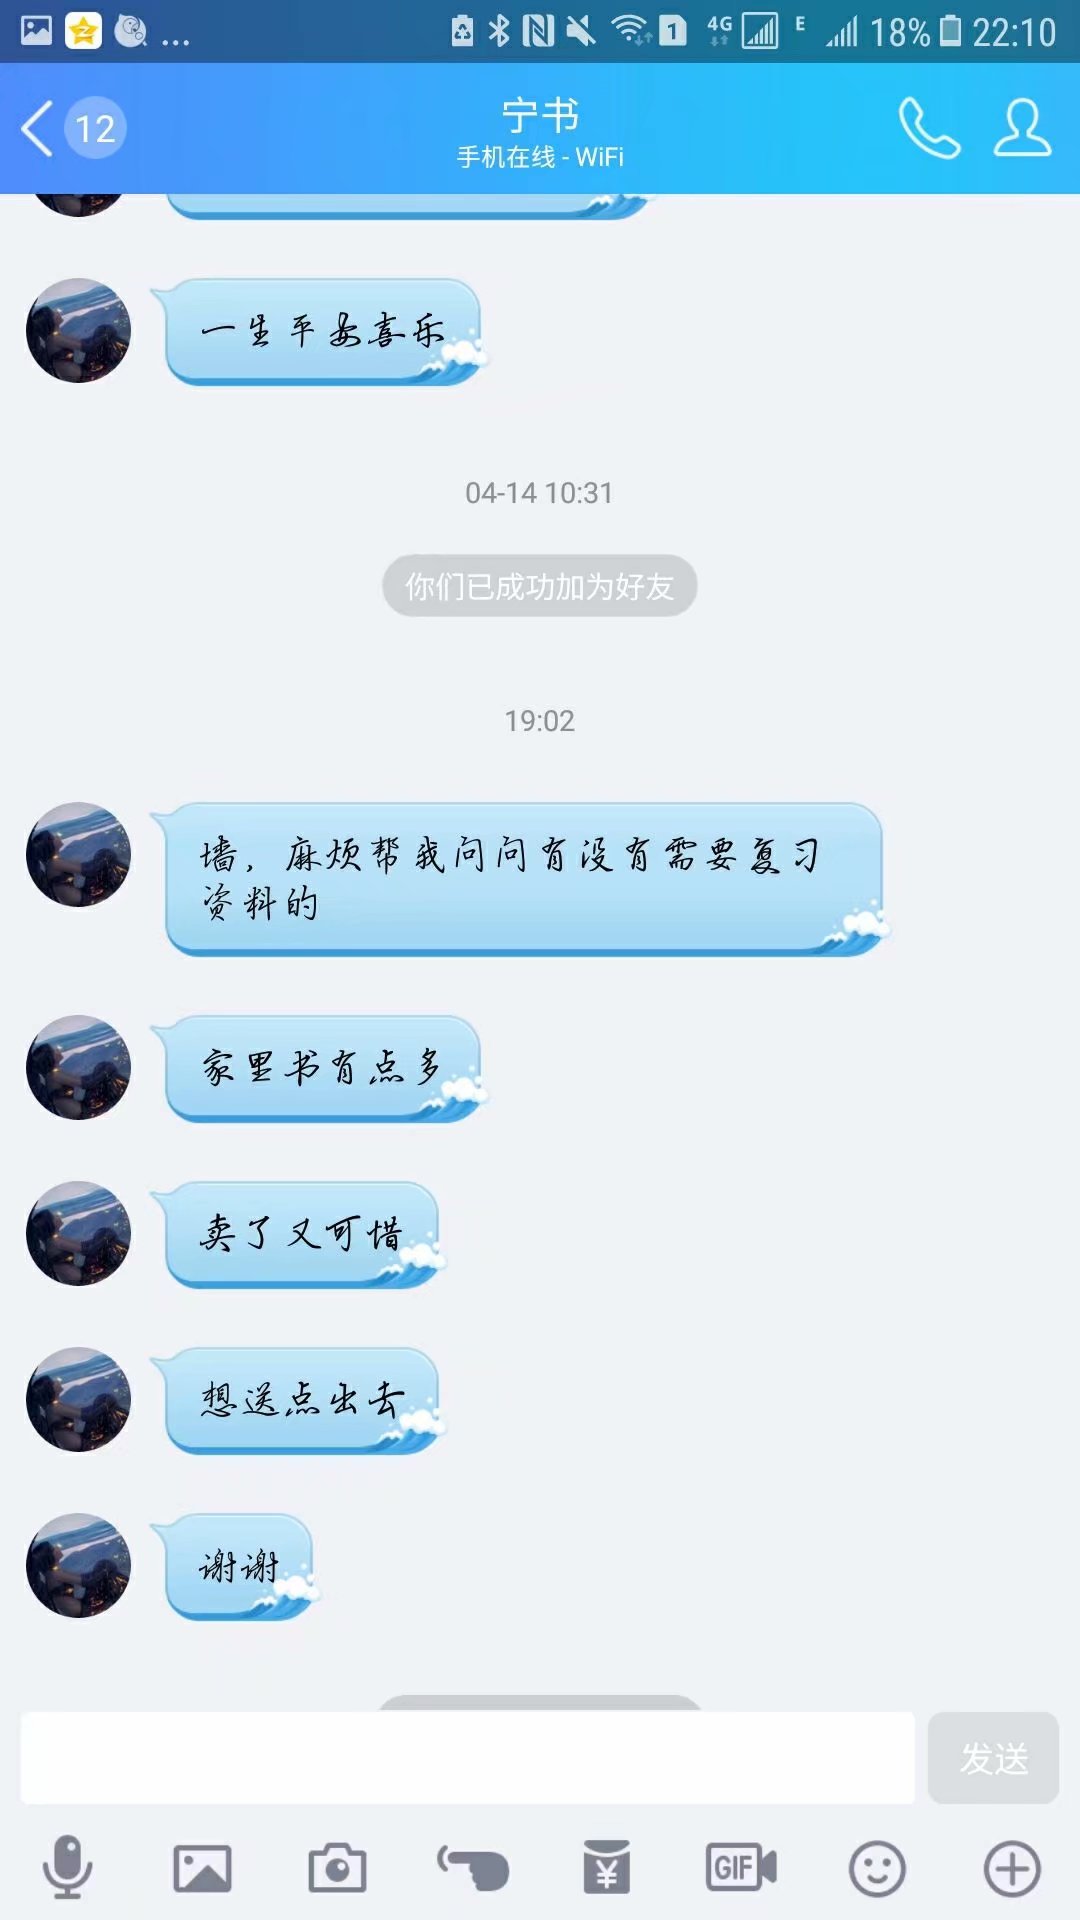 4G
E
1
18%
22:10
12
宁书
手机在线 - WiFi
一生平安喜乐
04-14 10:31
你们已成功加为好友
19:02
墙，麻烦帮我问问有没有需要复习
资料的
家里书有点多
卖了又可惜
想送点出去
谢谢
发送
GIF